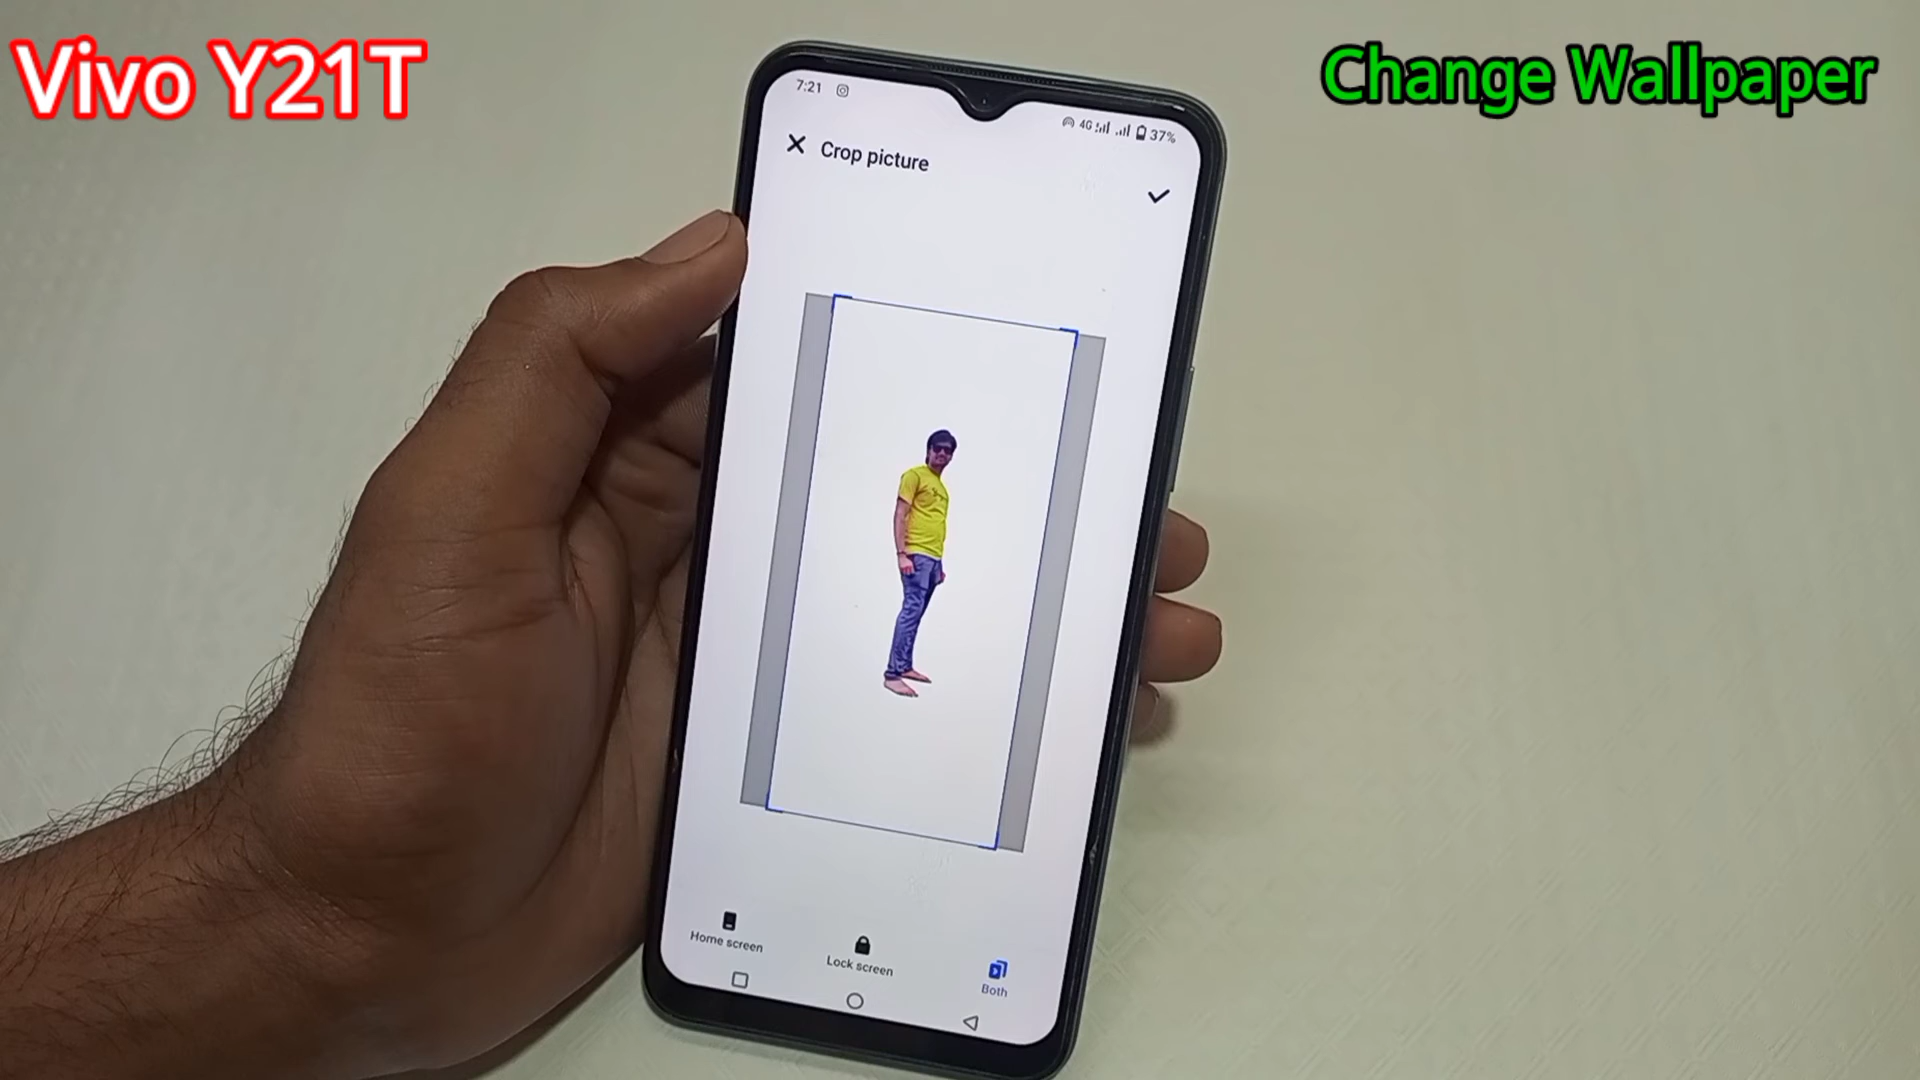 Vivo Y21T
Change Wallpaper
7:21
4G 37%
Crop picture
Home screen
Lock screen
Both